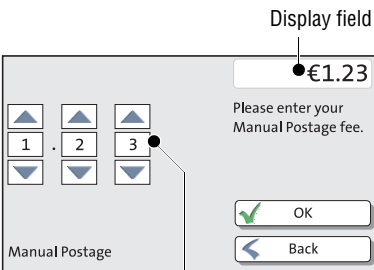 Display field
€1.23
Please enter your
Manual Postage fee.
1 . 2 3
OK
Manual Postage
Back